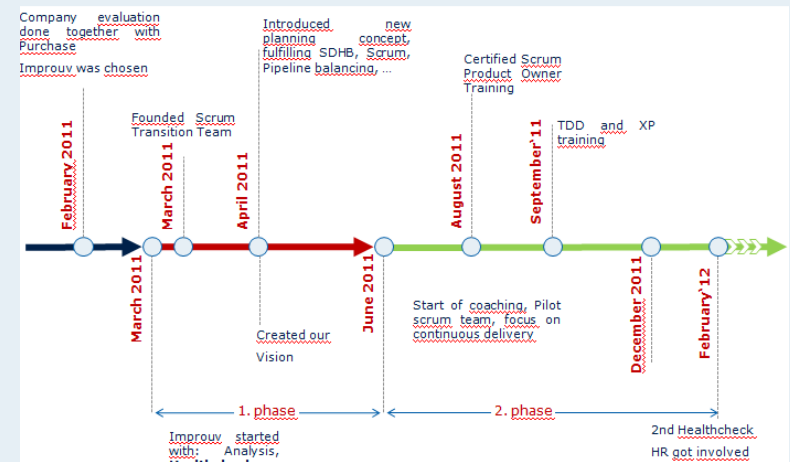 Company evaluation
done together with
Purchase
Improuv was chosen
Introduced new
planning concept,
fulfilling SDHB, Scrum,
Pipeline balancing, ...
Certified Scrum
Product Owner
Training
Founded Scrum
Transition Team
TDD and XP
training
February 2011
March 2011
April 2011
August 2011
September`11
March 2011
June 2011
December 2011
February`12
Created our
Vision
Start of coaching, Pilot
scrum team, focus on
continuous delivery
1. phase
2. phase
Improuv started
with: Analysis,
2nd Healthcheck
HR got involved